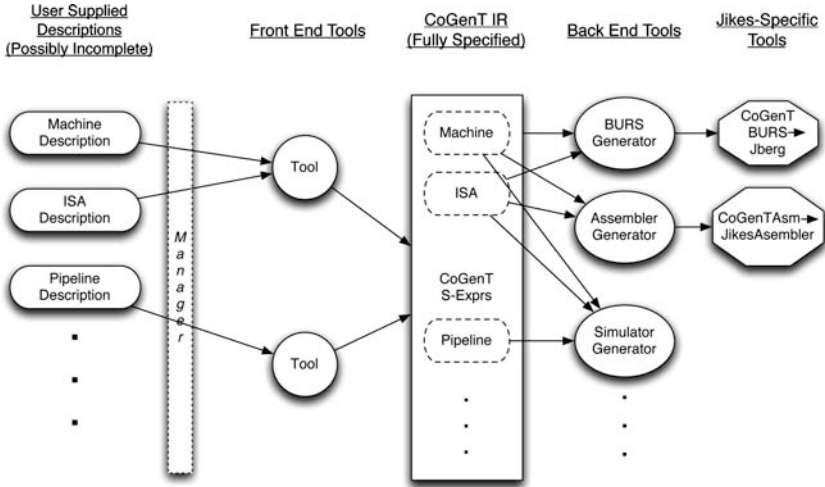 User Supplied
Descriptions
(Possibly Incomplete)
Front End Tools
CoGenT IR
(Fully Specified)
Back End Tools
Jikes-Specific
Tools
Machine
Description
ISA
Description
Pipeline
Description
Manager
Tool
Tool
Machine
ISA
CoGenT
S-Exprs
Pipeline
BURS
Generator
Assembler
Generator
Simulator
Generator
CoGenT
BURS
Jberg
CoGenTAsm
JikesAsembler